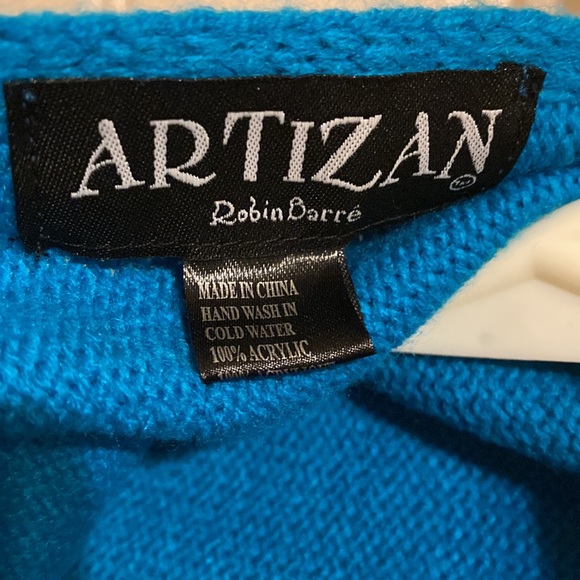 ARTIZAN
Robin Barré
MADE IN CHINA
HAND WASH IN
COLD WATER
100% ACRYLIC